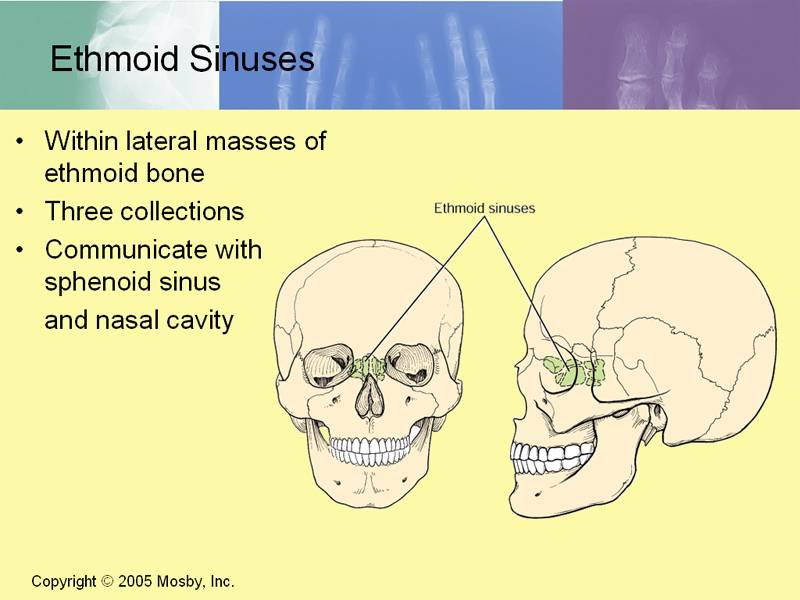 Ethmoid Sinuses
• Within lateral masses of
ethmoid bone
• Three collections
• Communicate with
sphenoid sinus
and nasal cavity
Ethmoid sinuses
Copyright © 2005 Mosby, Inc.